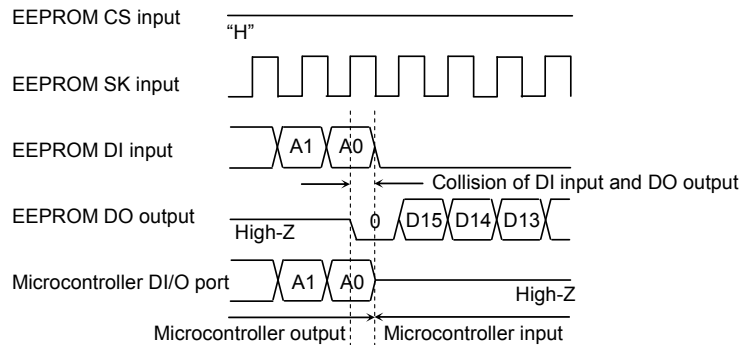 EEPROM CS input
“H”
EEPROM SK input
EEPROM DI input
A1 A0
Collision of DI input and DO output
EEPROM DO output
High-Z
0 D15 D14 D13
Microcontroller DI/O port
A1 A0
High-Z
Microcontroller output Microcontroller input